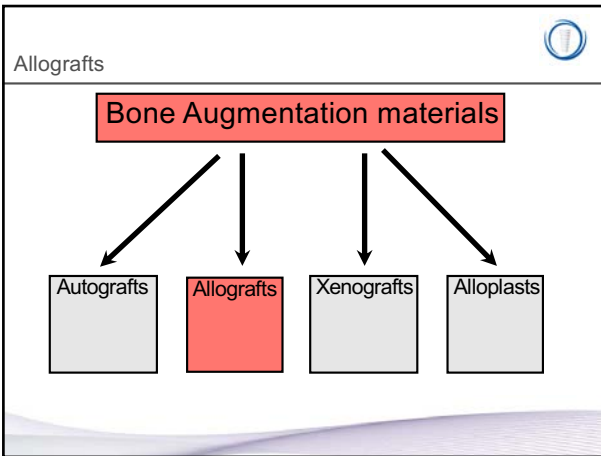 Allografts
Bone Augmentation materials
Autografts
Allografts
Xenografts
Alloplasts